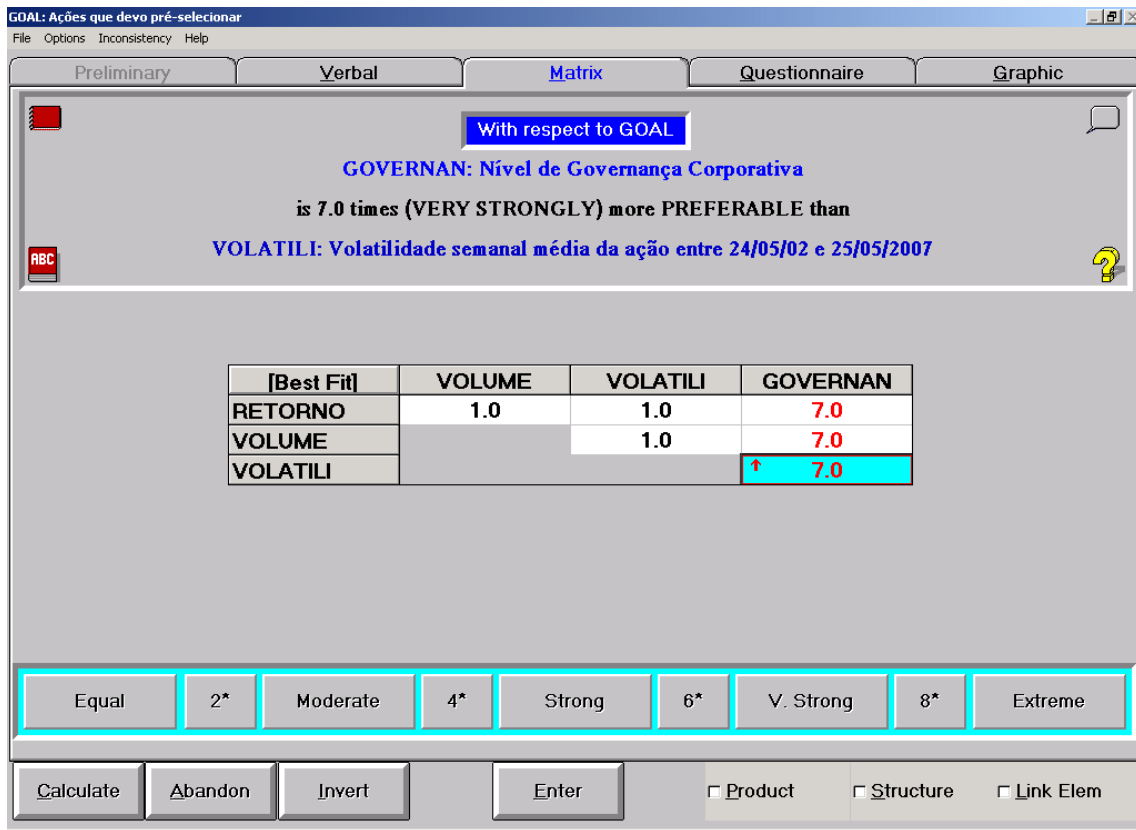 GOAL: Ações que devo pré-selecionar
File Options Inconsistency Help
Preliminary Verbal Matrix Questionnaire Graphic
With respect to GOAL
GOVERNAN: Nível de Governança Corporativa
is 7.0 times (VERY STRONGLY) more PREFERABLE than
VOLATILI: Volatilidade semanal média da ação entre 24/05/02 e 25/05/2007
ABC
[Best Fit] VOLUME VOLATILI GOVERNAN
RETORNO 1.0 1.0 7.0
VOLUME 1.0 7.0
VOLATILI 7.0
Equal 2* Moderate 4* Strong 6* V. Strong 8* Extreme
Calculate Abandon Invert Enter Product Structure Link Elem